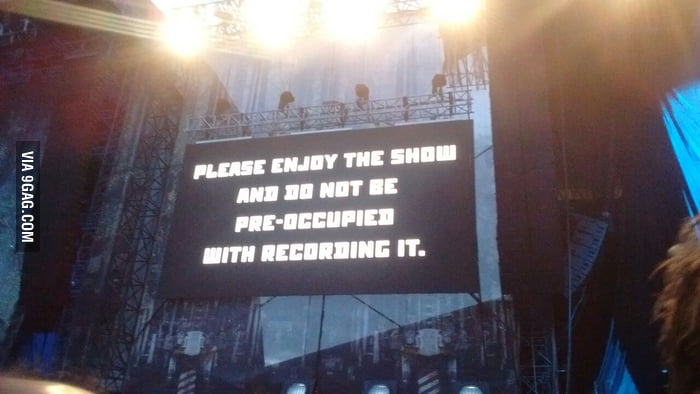 PLEASE ENJOY THE SHOW
AND DO NOT BE
PRE-OCCUPIED
WITH RECORDING IT.
VIA 9GAG.COM